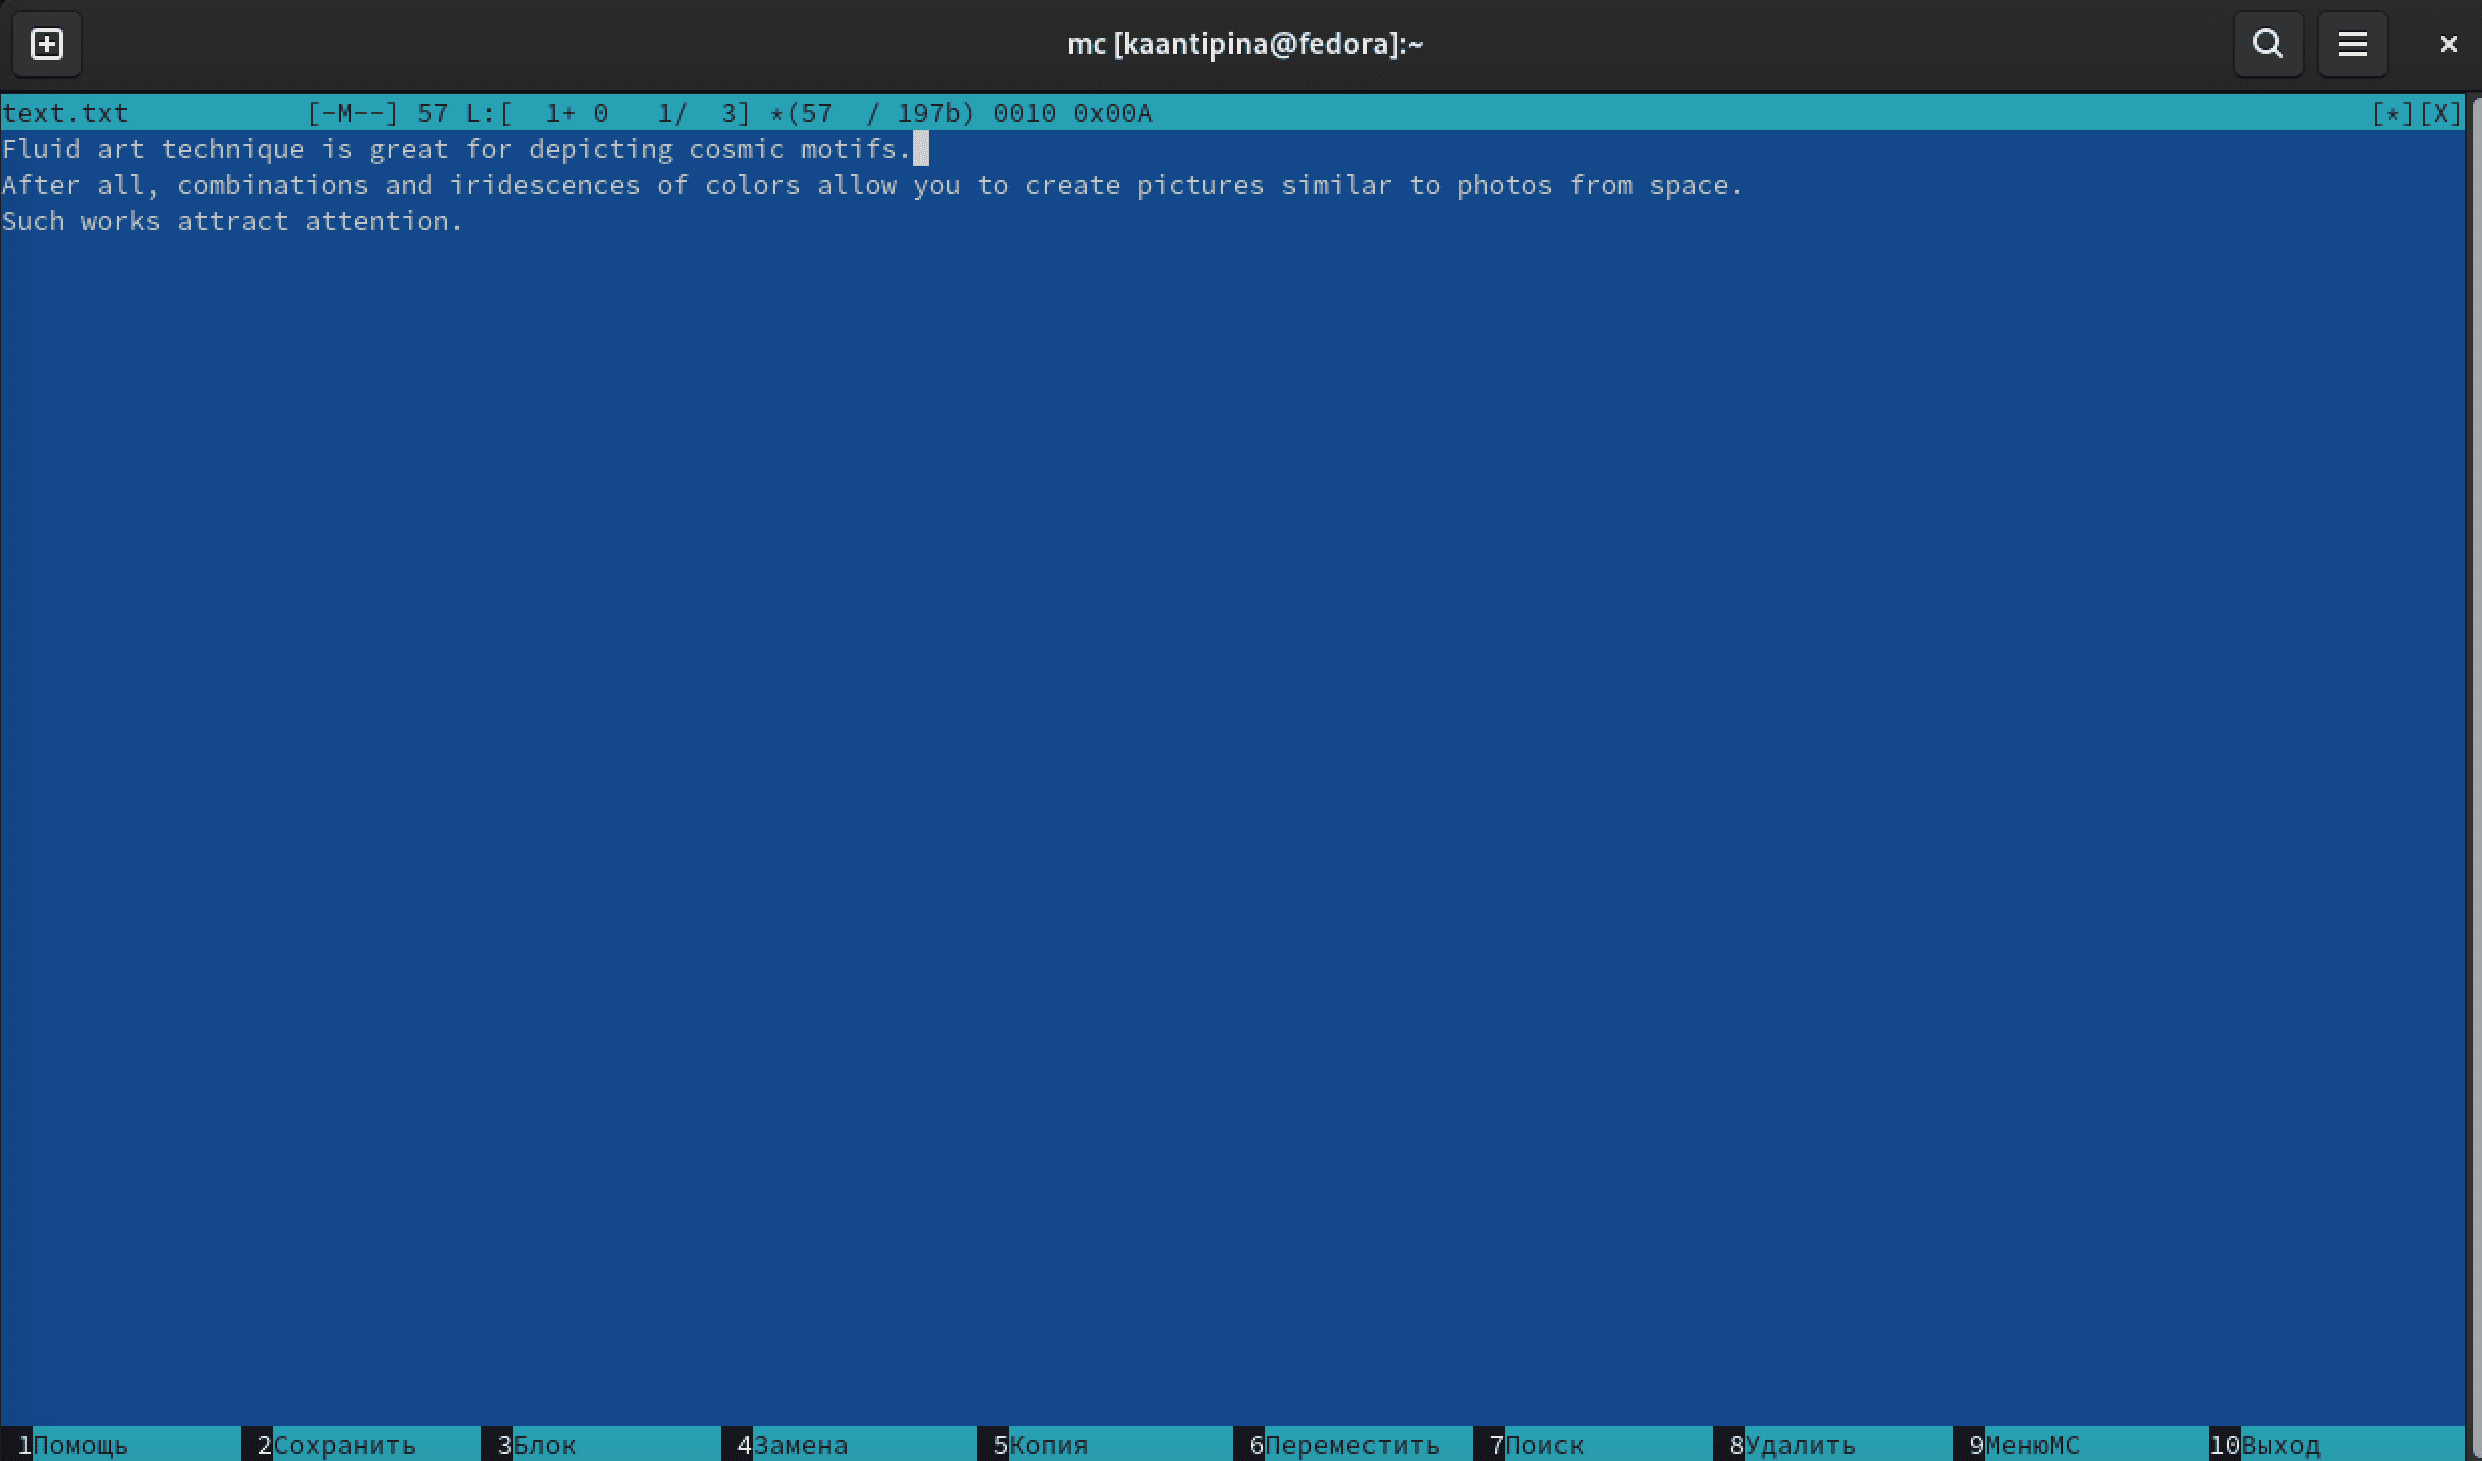 mc [kaantipina@fedora]:~
text.txt [-M--] 57 L:[ 1+ 0 1/ 3] *(57 / 197b) 0010 0x00A [*][X]
Fluid art technique is great for depicting cosmic motifs.
After all, combinations and iridescences of colors allow you to create pictures similar to photos from space.
Such works attract attention.
1Помощь 2Сохранить 3Блок 4Замена 5Копия 6Переместить 7Поиск 8Удалить 9МенюMC 10Выход